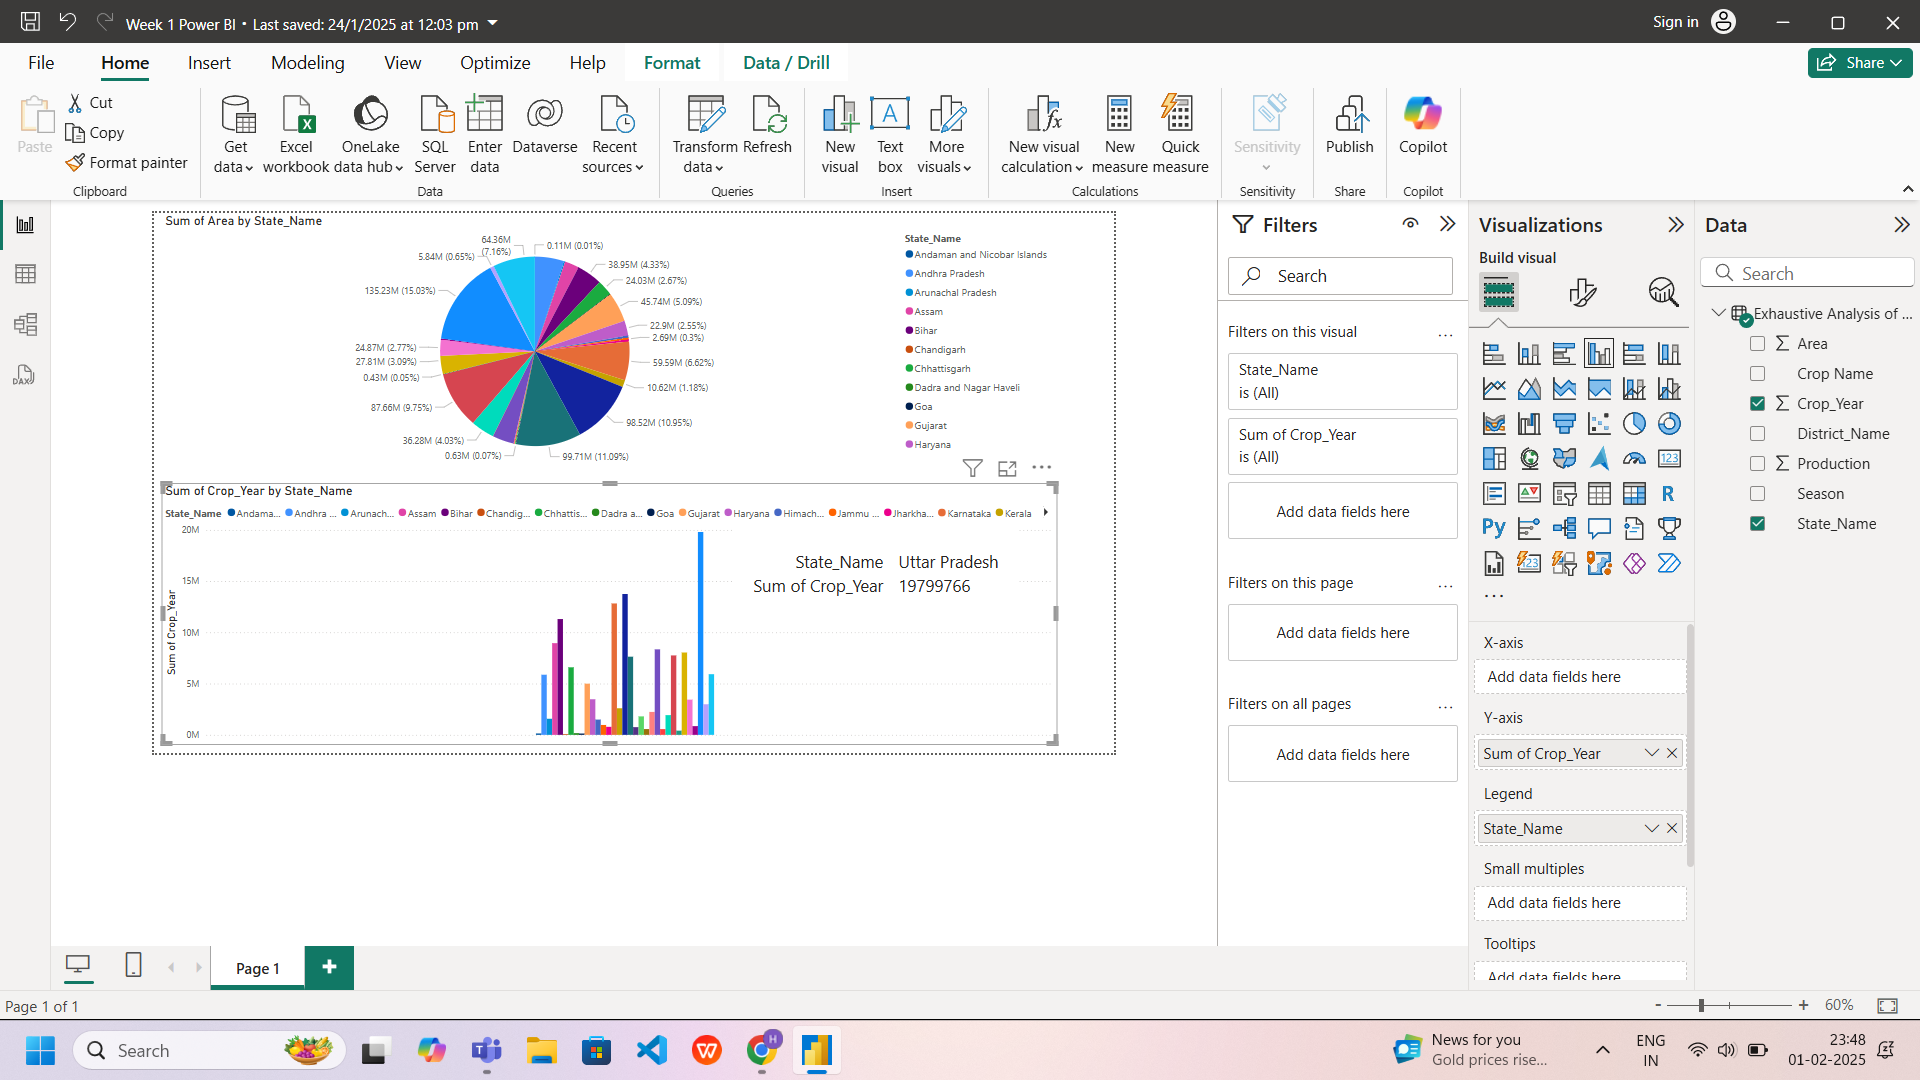 Week 1 Power BI • Last saved: 24/1/2025 at 12:03 pm
Sign in
File
Home
Insert
Modeling
View
Optimize
Help
Format
Data / Drill
Share
Paste
Cut
Copy
Format painter
Clipboard
Get data
Excel workbook
OneLake data hub
SQL Server
Enter data
Dataverse
Recent sources
Data
Transform data
Refresh
Queries
New visual
Text box
More visuals
Insert
New visual calculation
New measure
Quick measure
Calculations
Sensitivity
Sensitivity
Publish
Share
Copilot
Copilot
DAX
Sum of Area by State_Name
0.11M (0.01%)
38.95M (4.33%)
24.03M (2.67%)
45.74M (5.09%)
22.9M (2.55%)
2.69M (0.3%)
59.59M (6.62%)
10.62M (1.18%)
98.52M (10.95%)
99.71M (11.09%)
0.63M (0.07%)
36.28M (4.03%)
87.66M (9.75%)
0.43M (0.05%)
27.81M (3.09%)
24.87M (2.77%)
135.23M (15.03%)
5.84M (0.65%)
64.36M (7.16%)
State_Name
Andaman and Nicobar Islands
Andhra Pradesh
Arunachal Pradesh
Assam
Bihar
Chandigarh
Chhattisgarh
Dadra and Nagar Haveli
Goa
Gujarat
Haryana
Sum of Crop_Year by State_Name
State_Name Andama... Andhra ... Arunach... Assam Bihar Chandig... Chhattis... Dadra a... Goa Gujarat Haryana Himach... Jammu ... Jharkha... Karnataka Kerala
20M
15M
10M
5M
0M
Sum of Crop_Year
State_Name Uttar Pradesh
Sum of Crop_Year 19799766
Filters
Search
Filters on this visual ...
State_Name
is (All)
Sum of Crop_Year
is (All)
Add data fields here
Filters on this page ...
Add data fields here
Filters on all pages ...
Add data fields here
Visualizations
Build visual
123
R
Py
123
...
X-axis
Add data fields here
Y-axis
Sum of Crop_Year
Legend
State_Name
Small multiples
Add data fields here
Tooltips
Add data fields here
Data
Search
Exhaustive Analysis of ...
Area
Crop Name
Crop_Year
District_Name
Production
Season
State_Name
Page 1
Page 1 of 1
- + 60%
Search
News for you
Gold prices rise...
ENG
IN
23:48
01-02-2025